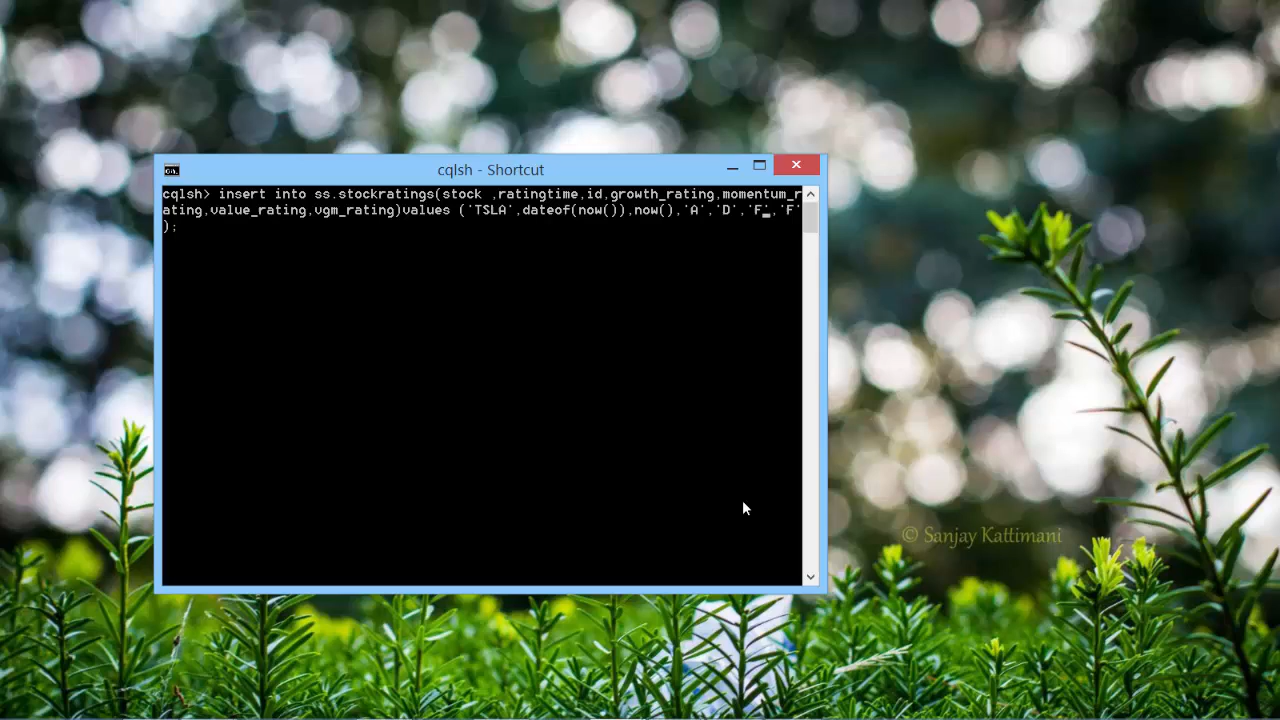 cqlsh - Shortcut
cqlsh> insert into ss.stockratings(stock ,ratingtime,id,growth_rating,momentum_r
ating,value_rating,vgm_rating)values ('TSLA',dateof(now()),now(),'A','D','F','F'
);
© Sanjay Kattimani